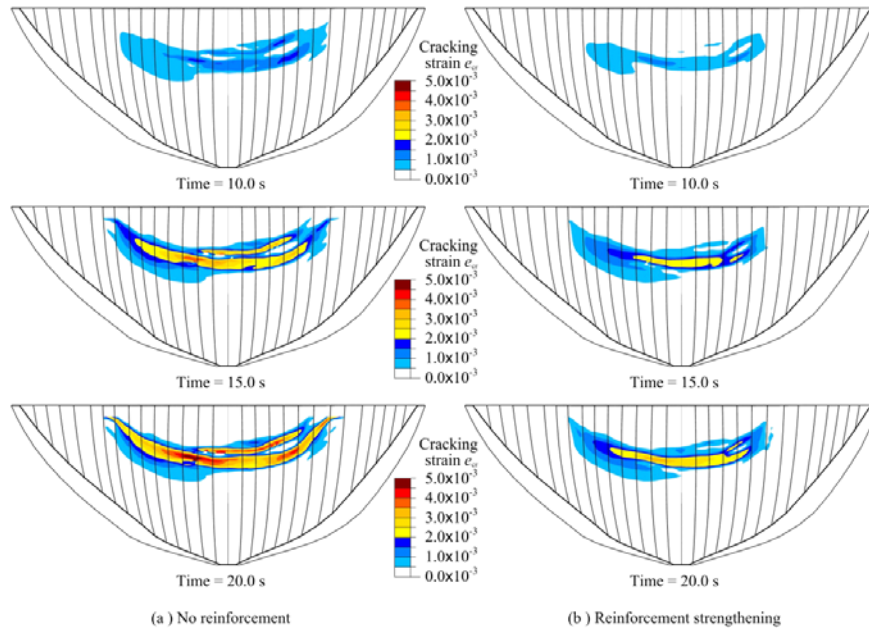 Cracking
strain e_cr
5.0x10^-3
4.0x10^-3
3.0x10^-3
2.0x10^-3
1.0x10^-3
0.0x10^-3
Time = 10.0 s
Time = 10.0 s
Cracking
strain e_cr
5.0x10^-3
4.0x10^-3
3.0x10^-3
2.0x10^-3
1.0x10^-3
0.0x10^-3
Time = 15.0 s
Time = 15.0 s
Cracking
strain e_cr
5.0x10^-3
4.0x10^-3
3.0x10^-3
2.0x10^-3
1.0x10^-3
0.0x10^-3
Time = 20.0 s
Time = 20.0 s
(a ) No reinforcement
(b ) Reinforcement strengthening